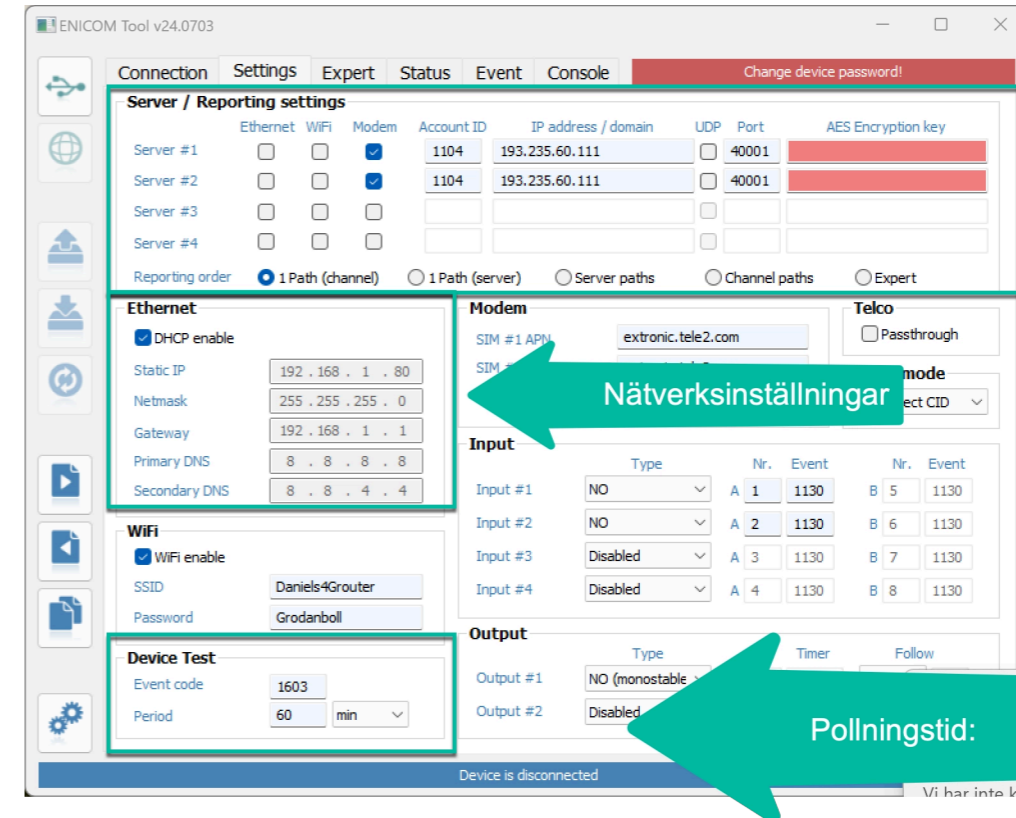 ENICOM Tool v24.0703
Connection Settings Expert Status Event Console Change device password!
Server / Reporting settings
Ethernet WiFi Modem Account ID IP address / domain UDP Port AES Encryption key
Server #1 1104 193.235.60.111 40001
Server #2 1104 193.235.60.111 40001
Server #3
Server #4
Reporting order 1 Path (channel) 1 Path (server) Server paths Channel paths Expert
Ethernet
DHCP enable
Static IP 192 . 168 . 1 . 80
Netmask 255 . 255 . 255 . 0
Gateway 192 . 168 . 1 . 1
Primary DNS 8 . 8 . 8 . 8
Secondary DNS 8 . 8 . 4 . 4
WiFi
WiFi enable
SSID Daniels4Grouter
Password Grodanboll
Device Test
Event code 1603
Period 60 min
Modem
SIM #1 APN extronic.tele2.com
SIM
Telco
Passthrough
mode
CID
Nätverksinställningar
Input
Type Nr. Event Nr. Event
Input #1 NO A 1 1130 B 5 1130
Input #2 NO A 2 1130 B 6 1130
Input #3 Disabled A 3 1130 B 7 1130
Input #4 Disabled A 4 1130 B 8 1130
Output
Type Timer Follow
Output #1 NO (monostable
Output #2 Disabled
Pollningstid:
Device is disconnected
Vi har inte k